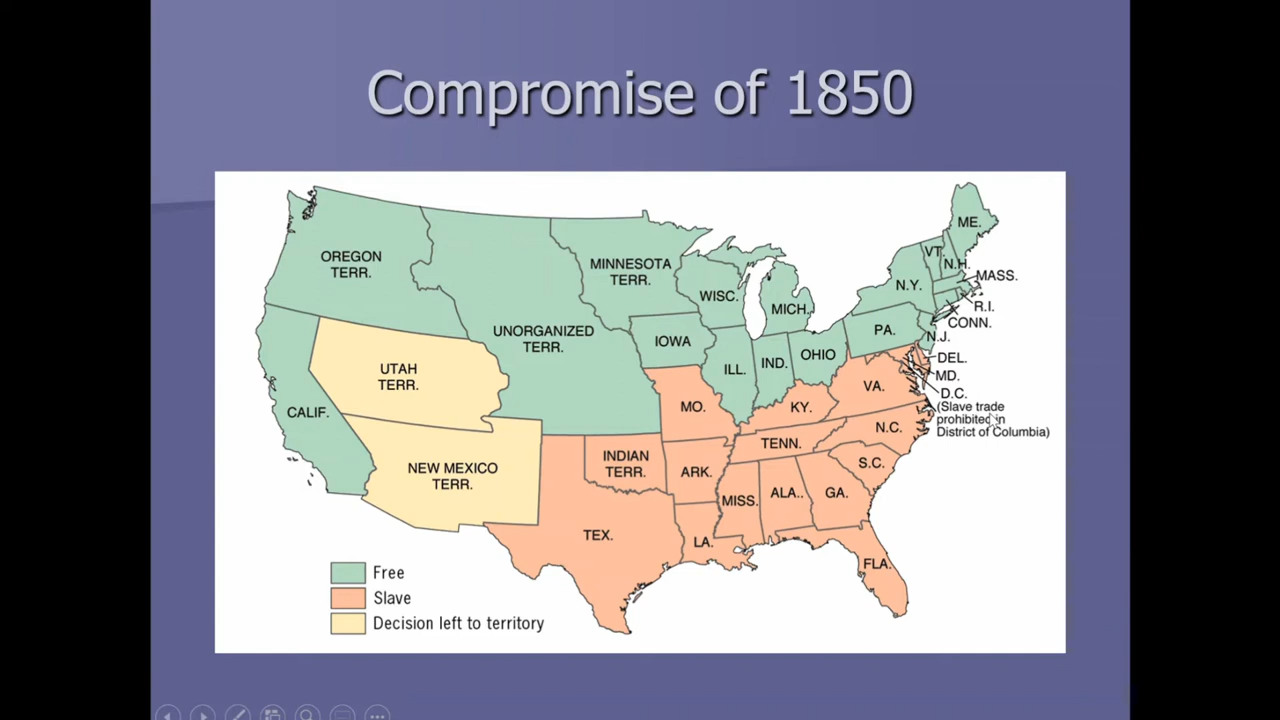 Compromise of 1850
ME.
VT.
N.H.
OREGON
TERR.
MINNESOTA
TERR.
MASS.
N.Y.
WISC.
MICH.
R.I.
CONN.
UNORGANIZED
TERR.
IOWA
PA.
N.J.
OHIO
DEL.
UTAH
TERR.
ILL.
IND.
MD.
VA.
D.C.
(Slave trade
prohibited in
District of Columbia)
CALIF.
MO.
KY.
N.C.
TENN.
NEW MEXICO
TERR.
INDIAN
TERR.
ARK.
S.C.
MISS.
ALA..
GA.
TEX.
LA.
FLA.
Free
Slave
Decision left to territory